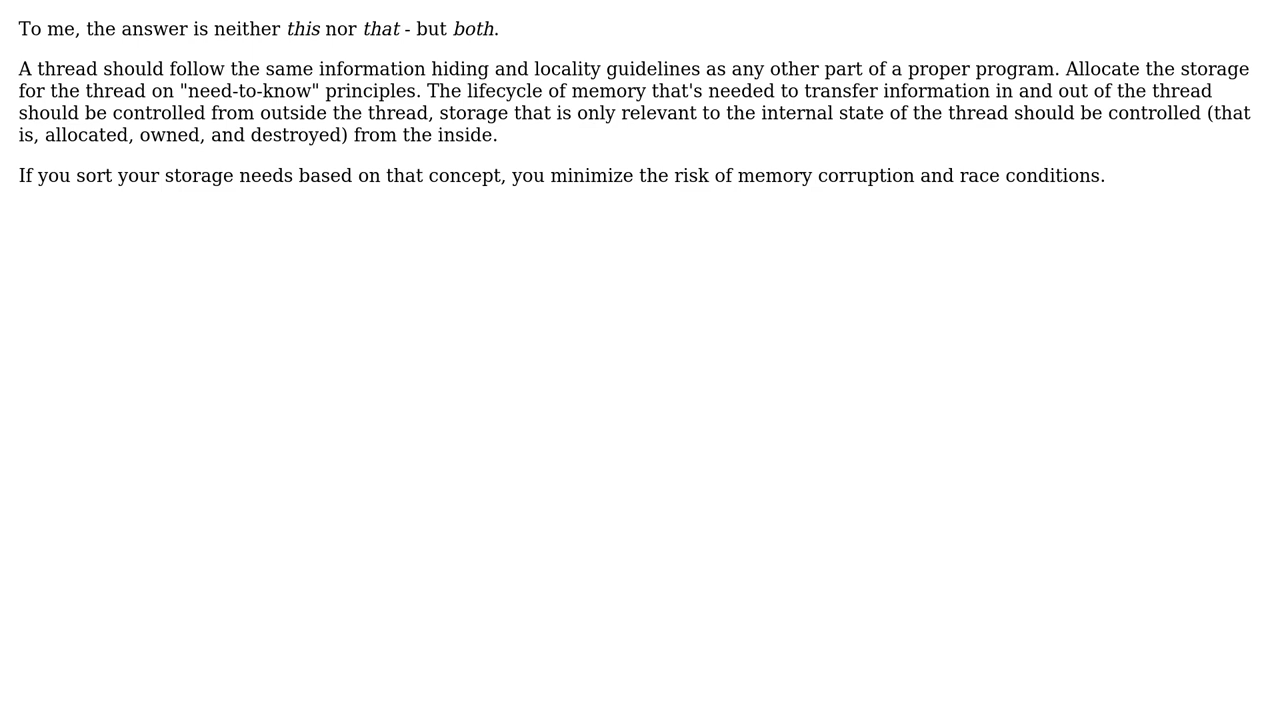 To me, the answer is neither this nor that - but both.
A thread should follow the same information hiding and locality guidelines as any other part of a proper program. Allocate the storage
for the thread on "need-to-know" principles. The lifecycle of memory that's needed to transfer information in and out of the thread
should be controlled from outside the thread, storage that is only relevant to the internal state of the thread should be controlled (that
is, allocated, owned, and destroyed) from the inside.
If you sort your storage needs based on that concept, you minimize the risk of memory corruption and race conditions.